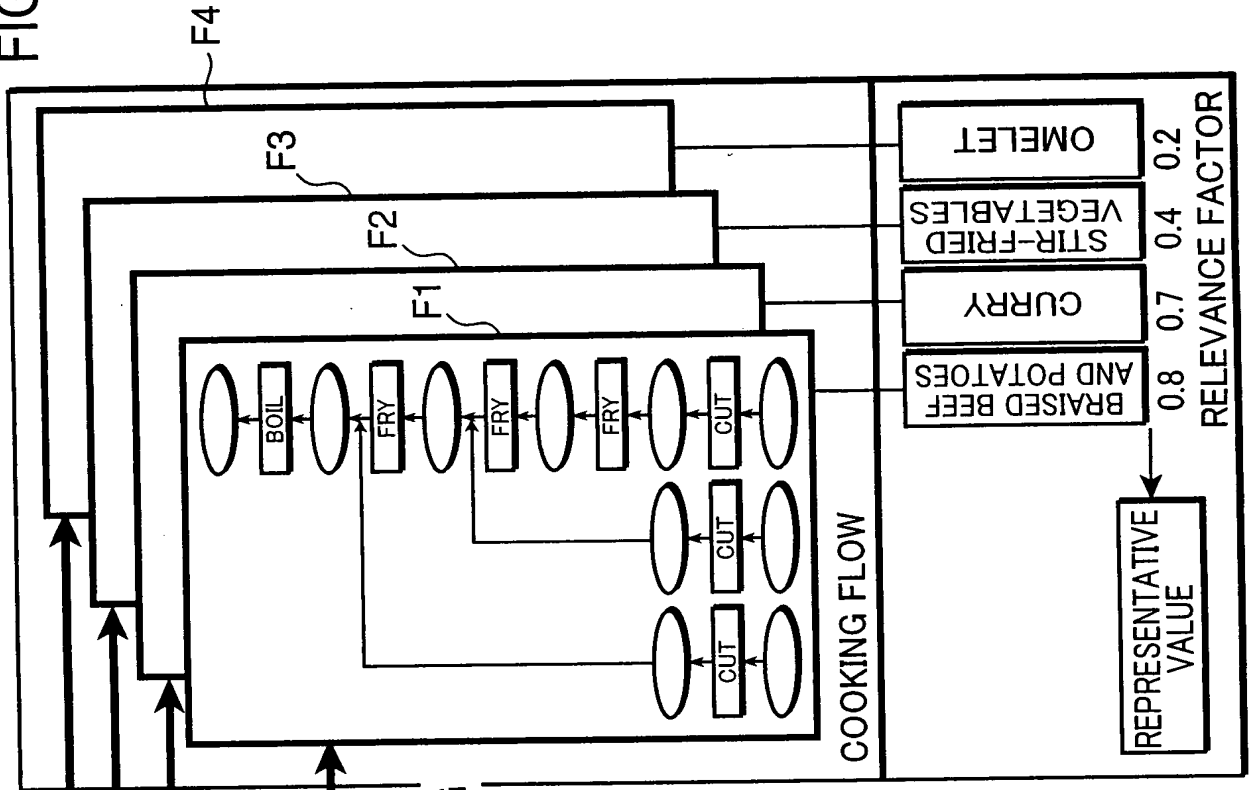 FIG
F4
F3
F2
F1
BOIL
FRY
FRY
FRY
CUT
CUT
CUT
COOKING FLOW
OMELET
STIR-FRIED
VEGETABLES
CURRY
BRAISED BEEF
AND POTATOES
0.2
0.4
0.7
0.8
RELEVANCE FACTOR
REPRESENTATIVE
VALUE